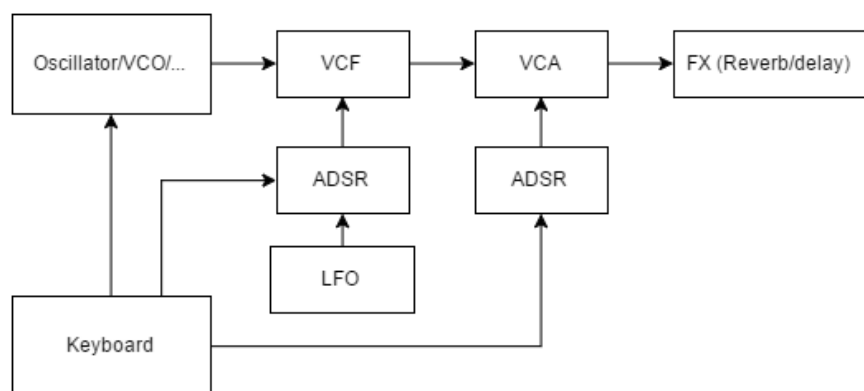 Oscillator/VCO/...
VCF
VCA
FX (Reverb/delay)
ADSR
ADSR
LFO
Keyboard